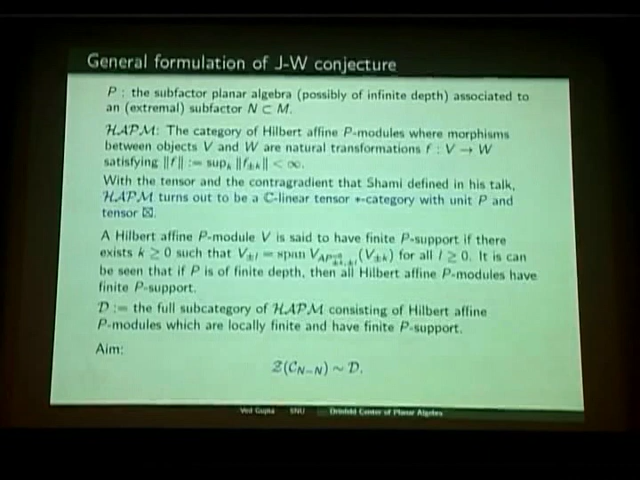 General formulation of J-W conjecture
P : the subfactor planar algebra (possibly of infinite depth) associated to
an (extremal) subfactor N ⊂ M.
HAPM: The category of Hilbert affine P-modules where morphisms
between objects V and W are natural transformations f : V → W
satisfying ||f|| := sup_k ||f_{±k}|| < ∞.
With the tensor and the contragradient that Shami defined in his talk,
HAPM turns out to be a C-linear tensor *-category with unit P and
tensor ⊠.
A Hilbert affine P-module V is said to have finite P-support if there
exists k ≥ 0 such that V_{±l} = span V_{AP^{=0}_{±k,±l}}(V_{±k}) for all l ≥ 0. It is can
be seen that if P is of finite depth, then all Hilbert affine P-modules have
finite P-support.
D := the full subcategory of HAPM consisting of Hilbert affine
P-modules which are locally finite and have finite P-support.
Aim:
Z(C_{N-N}) ~ D.
Ved Gupta SNU Drinfeld Center of Planar Algebra